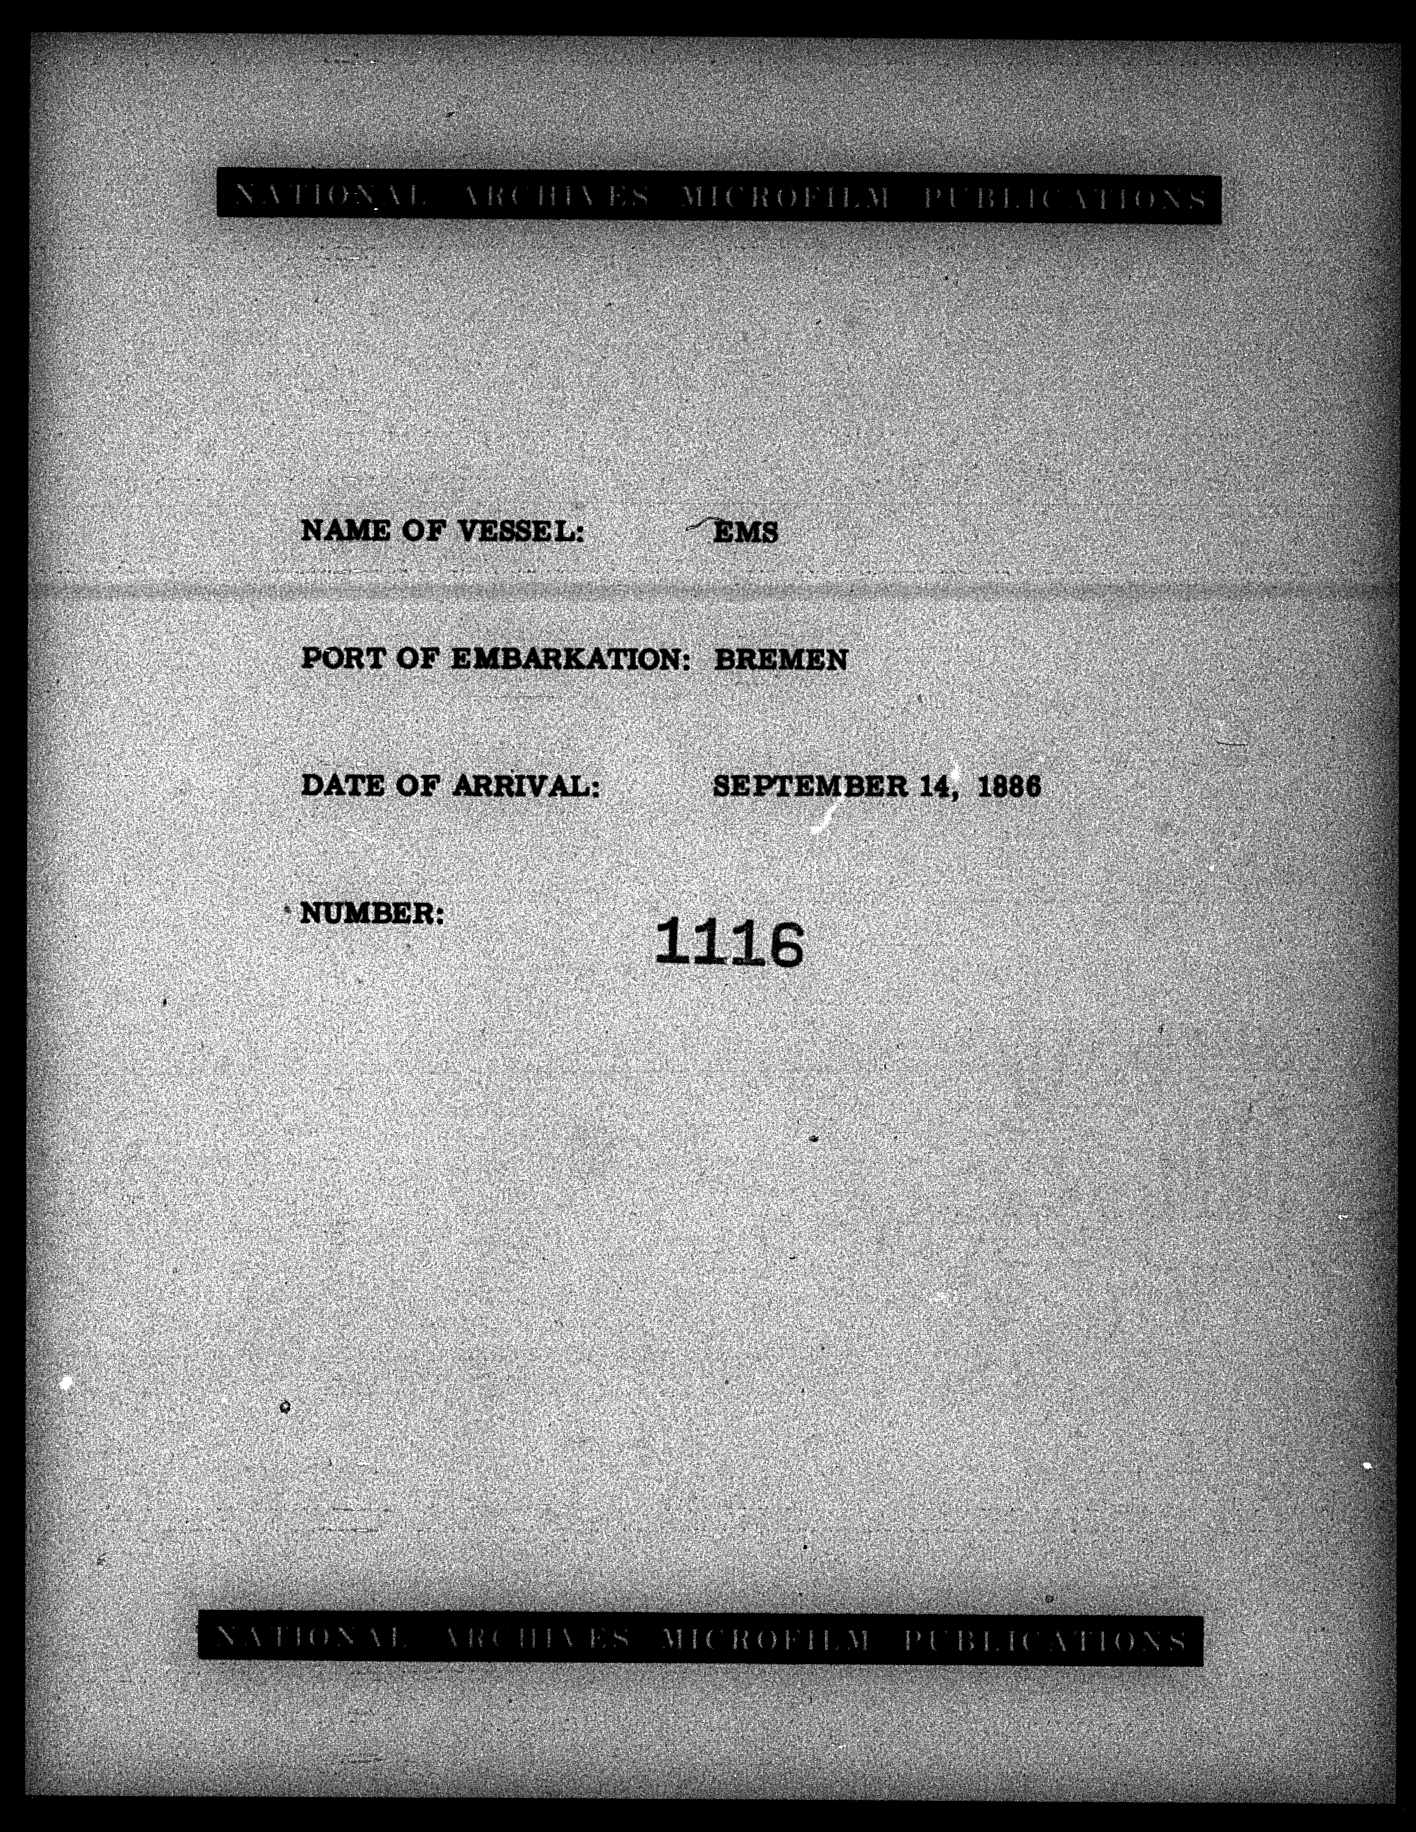 NATIONAL ARCHIVES MICROFILM PUBLICATIONS
NAME OF VESSEL: EMS
PORT OF EMBARKATION: BREMEN
DATE OF ARRIVAL: SEPTEMBER 14, 1886
NUMBER: 1116
NATIONAL ARCHIVES MICROFILM PUBLICATIONS